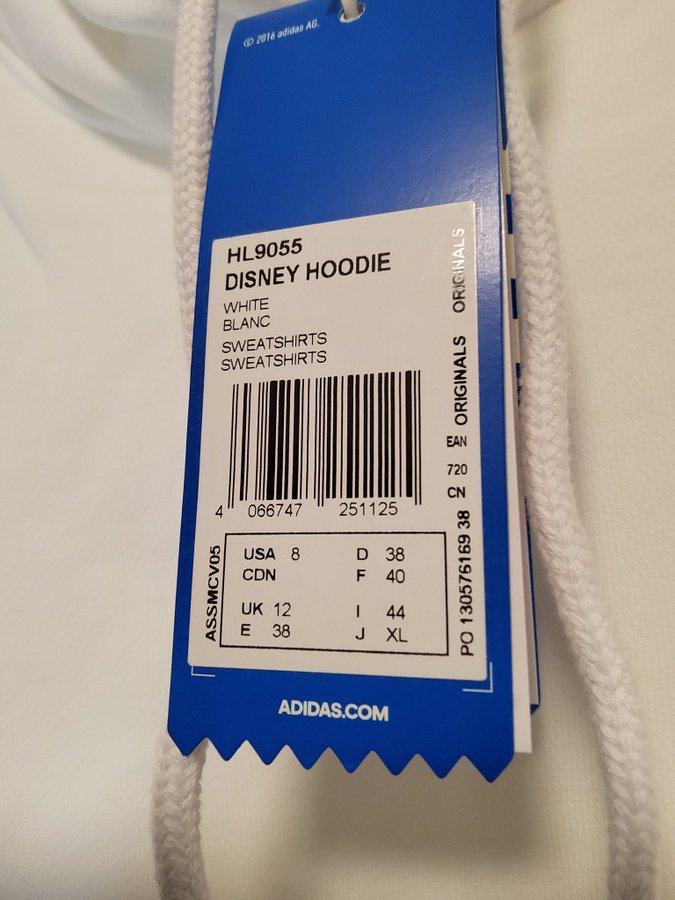 © 2016 adidas AG.
HL9055
DISNEY HOODIE
WHITE
BLANC
SWEATSHIRTS
SWEATSHIRTS
ORIGINALS ORIGINALS
EAN
720
CN
4 066747 251125
ASSMCV05
USA 8 D 38
CDN F 40
UK 12 I 44
E 38 J XL
PO 130576169 38
ADIDAS.COM